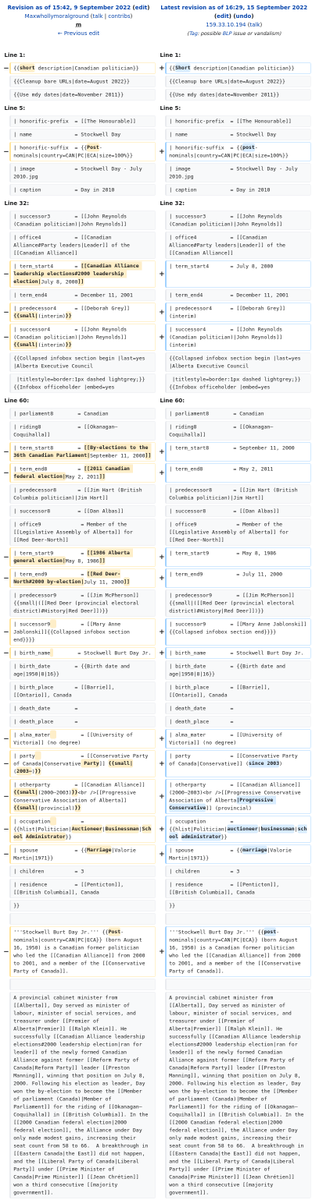 Revision as of 15:42, 9 September 2022 (edit)
Maxwhollymoralground (talk | contribs)
m
← Previous edit
Latest revision as of 16:29, 15 September 2022 (edit) (undo)
159.33.10.194 (talk)
(Tag: possible BLP issue or vandalism)
Line 1:
− {{Short description|Canadian politician}}
{{Cleanup bare URLs|date=August 2022}}
{{Use mdy dates|date=November 2011}}
Line 1:
+ {{short description|Canadian politician}}
{{Cleanup bare URLs|date=August 2022}}
{{Use mdy dates|date=November 2011}}
Line 5:
| honorific-prefix = [[The Honourable]]
| name = Stockwell Day
− | honorific-suffix = {{Post-
nominals|country=CAN|PC|ECA|size=100%}}
| image = Stockwell Day - July
2010.jpg
| caption = Day in 2010
Line 5:
| honorific-prefix = [[The Honourable]]
| name = Stockwell Day
+ | honorific-suffix = {{post-
nominals|country=CAN|PC|ECA|size=100%}}
| image = Stockwell Day - July
2010.jpg
| caption = Day in 2010
Line 32:
| successor3 = [[John Reynolds
(Canadian politician)|John Reynolds]]
| office4 = [[Canadian
Alliance#Party leaders|Leader]] of the
[[Canadian Alliance]]
− | term_start4 = [[Canadian Alliance
leadership elections#2000 leadership
election|July 8, 2000]]
| term_end4 = December 11, 2001
− | predecessor4 = [[Deborah Grey]]
{{small|(interim)}}
− | successor4 = [[John Reynolds
(Canadian politician)|John Reynolds]]
{{small|(interim)}}
{{Collapsed infobox section begin |last=yes
|Alberta Executive Council
|titlestyle=border:1px dashed lightgrey;}}
{{Infobox officeholder |embed=yes
Line 32:
| successor3 = [[John Reynolds
(Canadian politician)|John Reynolds]]
| office4 = [[Canadian
Alliance#Party leaders|Leader]] of the
[[Canadian Alliance]]
+ | term_start4 = July 8, 2000
| term_end4 = December 11, 2001
+ | predecessor4 = [[Deborah Grey]]
(interim)
+ | successor4 = [[John Reynolds
(Canadian politician)|John Reynolds]]
(interim)
{{Collapsed infobox section begin |last=yes
|Alberta Executive Council
|titlestyle=border:1px dashed lightgrey;}}
{{Infobox officeholder |embed=yes
Line 60:
| parliament8 = Canadian
| riding8 = [[Okanagan—
Coquihalla]]
− | term_start8 = [[By-elections to the
36th Canadian Parliament|September 11, 2000]]
− | term_end8 = [[2011 Canadian
federal election|May 2, 2011]]
| predecessor8 = [[Jim Hart (British
Columbia politician)|Jim Hart]]
| successor8 = [[Dan Albas]]
| office9 = Member of the
[[Legislative Assembly of Alberta]] for
[[Red Deer-North]]
− | term_start9 = [[1986 Alberta
general election|May 8, 1986]]
− | term_end9 = [[Red Deer-
North#2000 by-election|July 11, 2000]]
| predecessor9 = [[Jim McPherson]]
{{small|([[Red Deer (provincial electoral
district)#History|Red Deer]])}}
− | successor9 = [[Mary Anne
Jablonski]]{{Collapsed infobox section
end}}}}
− | birth_name = Stockwell Burt Day Jr.
| birth_date = {{Birth date and
age|1950|8|16}}
| birth_place = [[Barrie]],
[[Ontario]], Canada
| death_date =
| death_place =
− | alma_mater = [[University of
Victoria]] (no degree)
− | party = [[Conservative Party
of Canada|Conservative Party]] {{small|
(2003–)}}
− | otherparty = [[Canadian Alliance]]
{{small|(2000–2003)}}<br />[[Progressive
Conservative Association of Alberta]]
{{small|(provincial)}}
− | occupation =
{{hlist|Politician|Auctioneer|Businessman|Sch
ool Administrator}}
− | spouse = {{Marriage|Valorie
Martin|1971}}
| children = 3
| residence = [[Penticton]],
[[British Columbia]], Canada
}}
Line 60:
| parliament8 = Canadian
| riding8 = [[Okanagan—
Coquihalla]]
+ | term_start8 = September 11, 2000
+ | term_end8 = May 2, 2011
| predecessor8 = [[Jim Hart (British
Columbia politician)|Jim Hart]]
| successor8 = [[Dan Albas]]
| office9 = Member of the
[[Legislative Assembly of Alberta]] for
[[Red Deer-North]]
+ | term_start9 = May 8, 1986
+ | term_end9 = July 11, 2000
| predecessor9 = [[Jim McPherson]]
{{small|([[Red Deer (provincial electoral
district)#History|Red Deer]])}}
+ | successor9 = [[Mary Anne Jablonski]]
{{Collapsed infobox section end}}}}
+ | birth_name = Stockwell Burt Day Jr.
| birth_date = {{Birth date and
age|1950|8|16}}
| birth_place = [[Barrie]],
[[Ontario]], Canada
| death_date =
| death_place =
+ | alma_mater = [[University of
Victoria]] (no degree)
+ | party = [[Conservative Party
of Canada|Conservative]] (since 2003)
+ | otherparty = [[Canadian Alliance]]
(2000–2003)<br />[[Progressive Conservative
Association of Alberta|Progressive
Conservative]] (provincial)
+ | occupation =
{{hlist|Politician|auctioneer|businessman|sch
ool administrator}}
+ | spouse = {{marriage|Valorie
Martin|1971}}
| children = 3
| residence = [[Penticton]],
[[British Columbia]], Canada
}}
− '''Stockwell Burt Day Jr.''' {{Post-
nominals|country=CAN|PC|ECA}} (born August
16, 1950) is a former Canadian politician
who led the [[Canadian Alliance]] from 2000
to 2001, and a member of the [[Conservative
Party of Canada]].
+ '''Stockwell Burt Day Jr.''' {{post-
nominals|country=CAN|PC|ECA}} (born August
16, 1950) is a former Canadian politician
who led the [[Canadian Alliance]] from 2000
to 2001, and a member of the [[Conservative
Party of Canada]].
A provincial cabinet minister from
[[Alberta]], Day served as minister of
labour, minister of social services, and
treasurer under [[Premier of
Alberta|Premier]] [[Ralph Klein]]. He
successfully [[Canadian Alliance leadership
elections#2000 leadership election|ran for
leader]] of the newly formed Canadian
Alliance against former [[Reform Party of
Canada|Reform Party]] leader [[Preston
Manning]], winning that position on July 8,
2000. Following his election as leader, Day
won the by-election to become the [[Member
of parliament (Canada)|Member of
Parliament]] for the riding of [[Okanagan—
Coquihalla]] in [[British Columbia]]. In the
[[2000 Canadian federal election|2000
election]], the Alliance under Day
only made modest gains, increasing their
seat count from 58 to 66. A breakthrough in
[[Eastern Canada|the East]] did not happen,
and the [[Liberal Party of Canada|Liberal
Party]] under [[Prime Minister of
Canada|Prime Minister]] [[Jean Chrétien]]
won a third consecutive [[majority
government]].
A provincial cabinet minister from
[[Alberta]], Day served as minister of
labour, minister of social services, and
treasurer under [[Premier of
Alberta|Premier]] [[Ralph Klein]]. He
successfully [[Canadian Alliance leadership
elections#2000 leadership election|ran for
leader]] of the newly formed Canadian
Alliance against former [[Reform Party of
Canada|Reform Party]] leader [[Preston
Manning]], winning that position on July 8,
2000. Following his election as leader, Day
won the by-election to become the [[Member
of parliament (Canada)|Member of
Parliament]] for the riding of [[Okanagan—
Coquihalla]] in [[British Columbia]]. In the
[[2000 Canadian federal election|2000
election]], the Alliance under Day
only made modest gains, increasing their
seat count from 58 to 66. A breakthrough in
[[Eastern Canada|the East]] did not happen,
and the [[Liberal Party of Canada|Liberal
Party]] under [[Prime Minister of
Canada|Prime Minister]] [[Jean Chrétien]]
won a third consecutive [[majority
government]].